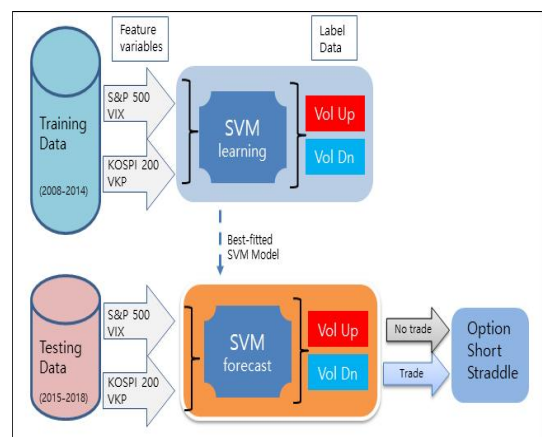 Feature
variables
Label
Data
Training
Data
(2008-2014)
S&P 500
VIX
KOSPI 200
VKP
SVM
learning
Vol Up
Vol Dn
Best-fitted
SVM Model
Testing
Data
(2015-2018)
S&P 500
VIX
KOSPI 200
VKP
SVM
forecast
Vol Up
Vol Dn
No trade
Trade
Option
Short
Straddle